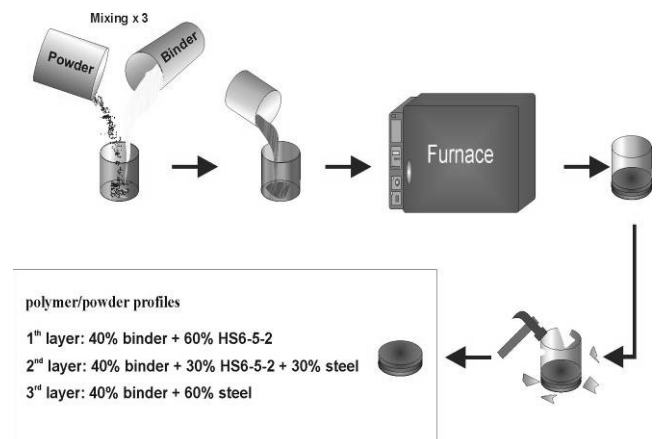 Mixing x 3
Powder
Binder
Furnace
polymer/powder profiles
1th layer: 40% binder + 60% HS6-5-2
2nd layer: 40% binder + 30% HS6-5-2 + 30% steel
3rd layer: 40% binder + 60% steel